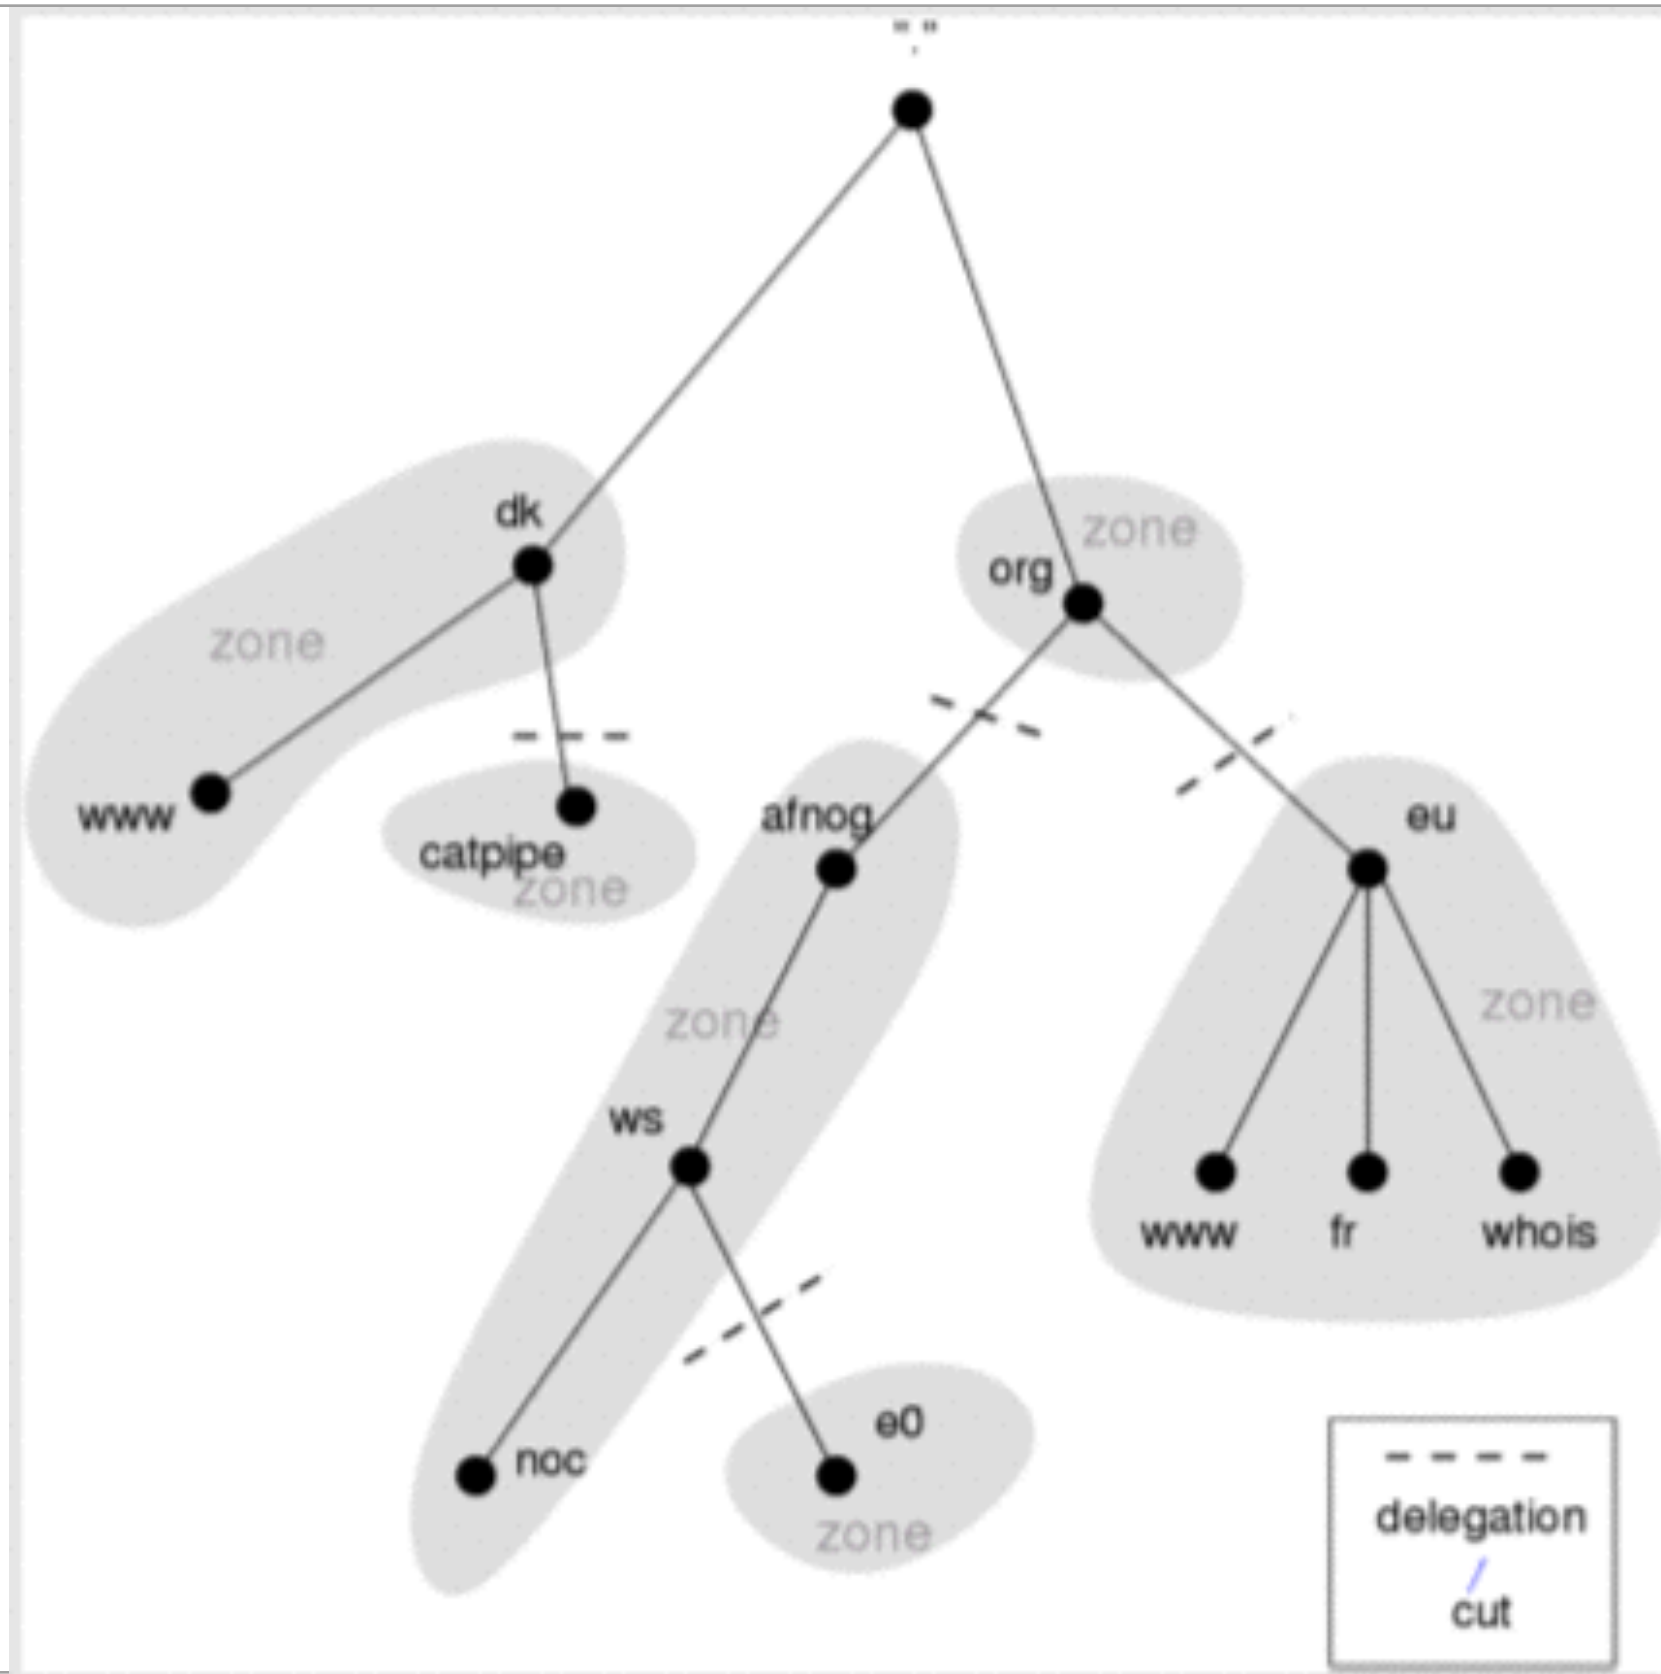 "."
dk
zone
org
zone
www
catpipe
zone
afnog
eu
zone
zone
ws
www
fr
whois
noc
e0
zone
delegation
/
cut